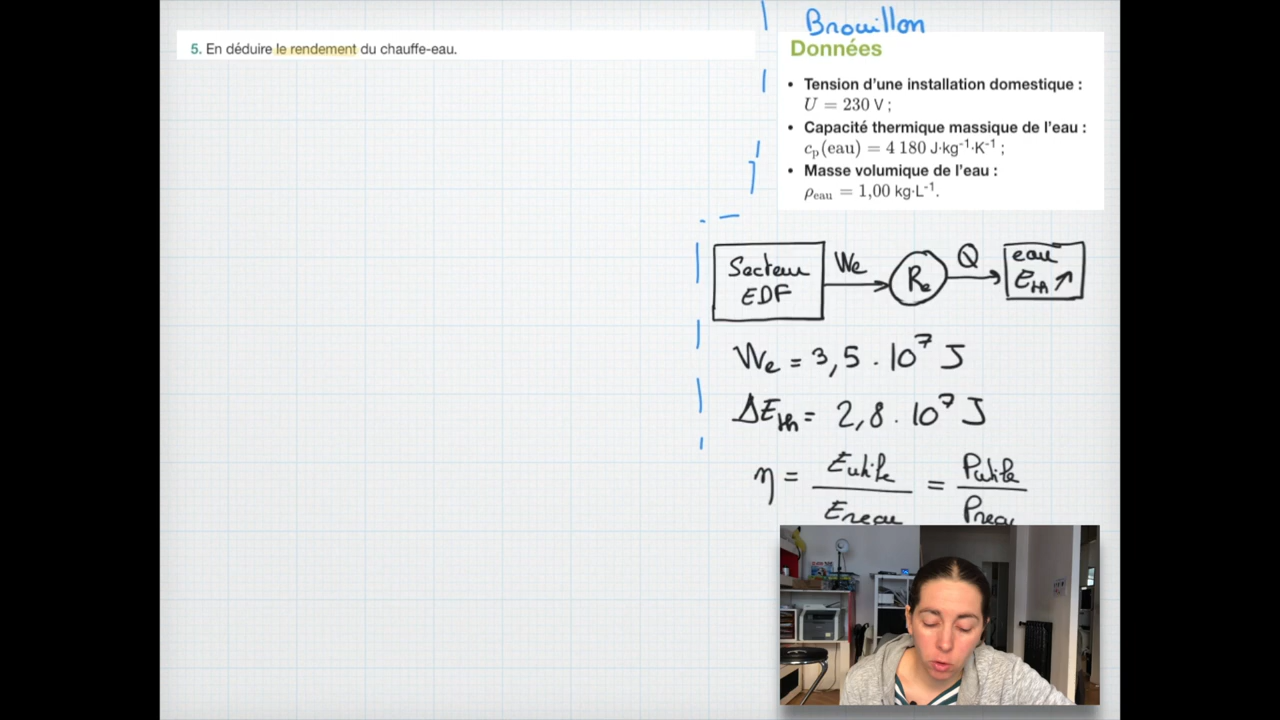 5. En déduire le rendement du chauffe-eau.
Brouillon
Données
• Tension d'une installation domestique :
U = 230 V ;
• Capacité thermique massique de l'eau :
cp(eau) = 4 180 J·kg⁻¹·K⁻¹ ;
• Masse volumique de l'eau :
ρeau = 1,00 kg·L⁻¹.
Secteur
EDF
We
Re
Q
eau
Eth ↑
We = 3,5 . 10⁷ J
ΔEth = 2,8 . 10⁷ J
η = Eutile / Ereçu = Putile / Preçu